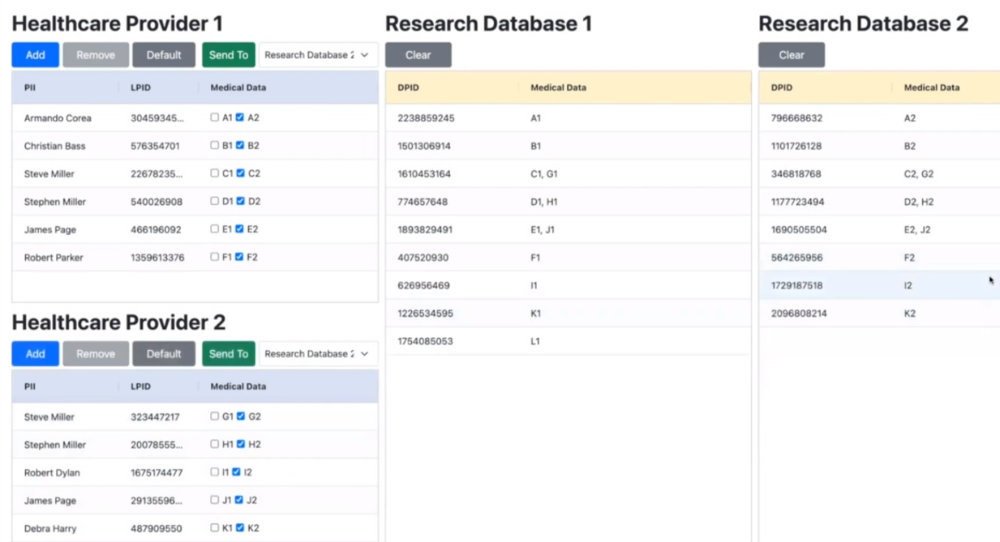 Healthcare Provider 1
Add Remove Default Send To Research Database 2
PII LPID Medical Data
Armando Corea 30459345... A1 A2
Christian Bass 576354701 B1 B2
Steve Miller 22678235... C1 C2
Stephen Miller 540026908 D1 D2
James Page 466196092 E1 E2
Robert Parker 1359613376 F1 F2
Healthcare Provider 2
Add Remove Default Send To Research Database 2
PII LPID Medical Data
Steve Miller 323447217 G1 G2
Stephen Miller 20078555... H1 H2
Robert Dylan 1675174477 I1 I2
James Page 29135596... J1 J2
Debra Harry 487909550 K1 K2
Research Database 1
Clear
DPID Medical Data
2238859245 A1
1501306914 B1
1610453164 C1, G1
774657648 D1, H1
1893829491 E1, J1
407520930 F1
626956469 I1
1226534595 K1
1754085053 L1
Research Database 2
Clear
DPID Medical Data
796668632 A2
1101726128 B2
346818768 C2, G2
1177723494 D2, H2
1690505504 E2, J2
564265956 F2
1729187518 I2
2096808214 K2